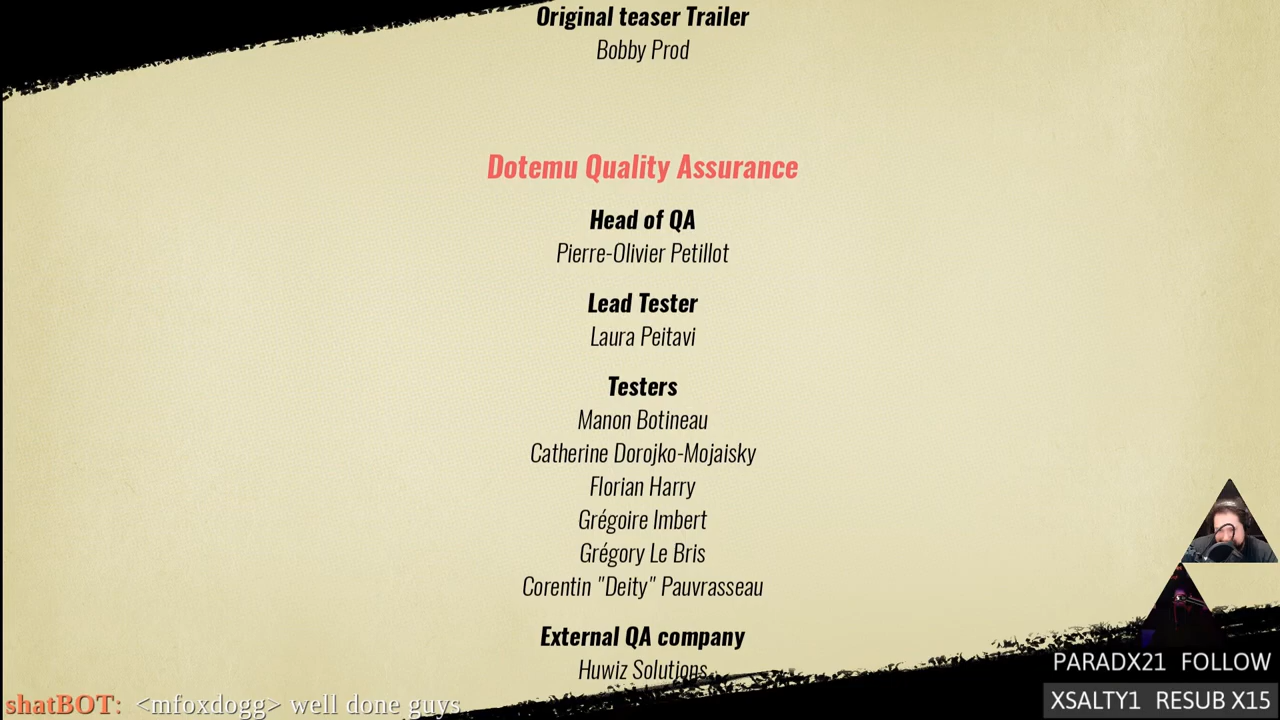 Original teaser Trailer
Bobby Prod
Dotemu Quality Assurance
Head of QA
Pierre-Olivier Petillot
Lead Tester
Laura Peitavi
Testers
Manon Botineau
Catherine Dorojko-Mojaisky
Florian Harry
Grégoire Imbert
Grégory Le Bris
Corentin "Deity" Pauvrasseau
External QA company
Huwiz Solutions
PARADX21 FOLLOW
XSALTY1 RESUB X15
shatBOT: <mfoxdogg> well done guys